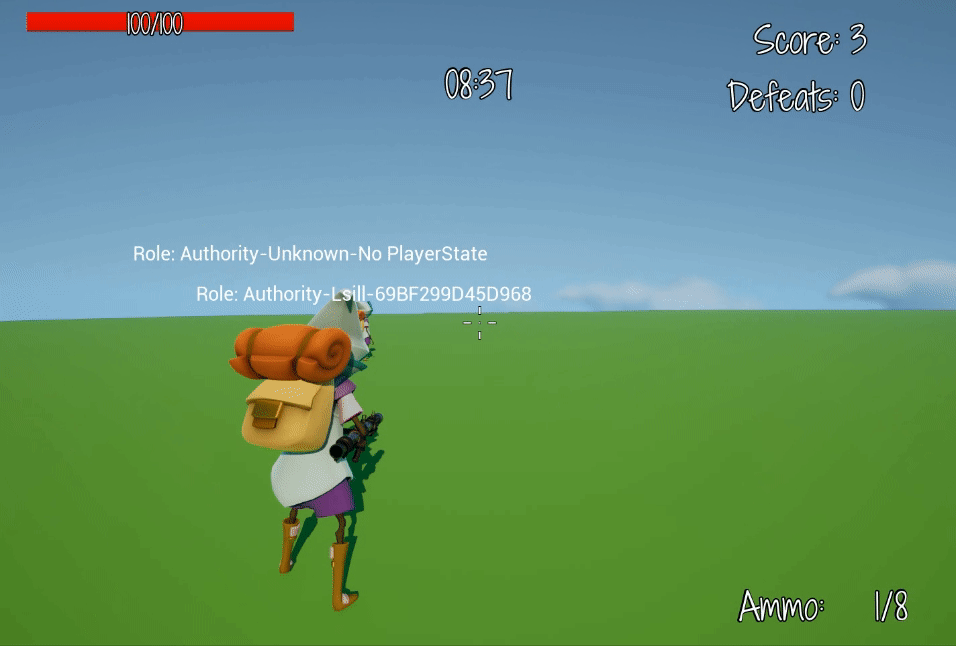 100/100
Score: 3
08:37
Defeats: 0
Role: Authority-Unknown-No PlayerState
Role: Authority-Lsill-69BF299D45D968
Ammo: 1/8